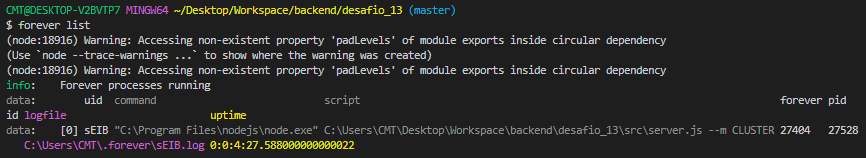 CMT@DESKTOP-V2BVTP7 MINGW64 ~/Desktop/Workspace/backend/desafio_13 (master)
$ forever list
(node:18916) Warning: Accessing non-existent property 'padLevels' of module exports inside circular dependency
(Use `node --trace-warnings ...` to show where the warning was created)
(node:18916) Warning: Accessing non-existent property 'padLevels' of module exports inside circular dependency
info:    Forever processes running
data:        uid  command                         script                                                                  forever pid
id logfile                        uptime
data:    [0] sEIB "C:\Program Files\nodejs\node.exe" C:\Users\CMT\Desktop\Workspace\backend\desafio_13\src\server.js --m CLUSTER 27404   27528
   C:\Users\CMT\.forever\sEIB.log 0:0:4:27.588000000000022